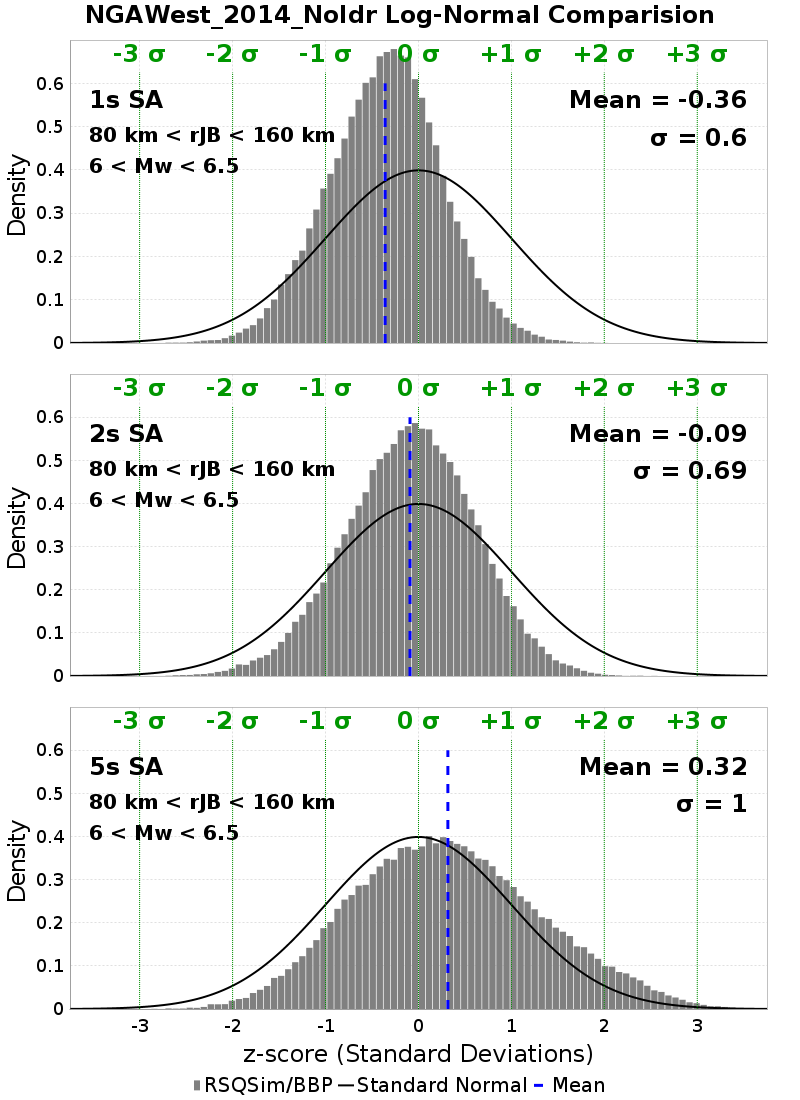 NGAWest_2014_NoIdr Log-Normal Comparision
-3 σ -2 σ -1 σ 0 σ +1 σ +2 σ +3 σ
1s SA
Mean = -0.36
80 km < rJB < 160 km
σ = 0.6
6 < Mw < 6.5
Density
0.6
0.5
0.4
0.3
0.2
0.1
0
-3 σ -2 σ -1 σ 0 σ +1 σ +2 σ +3 σ
2s SA
Mean = -0.09
80 km < rJB < 160 km
σ = 0.69
6 < Mw < 6.5
Density
0.6
0.5
0.4
0.3
0.2
0.1
0
-3 σ -2 σ -1 σ 0 σ +1 σ +2 σ +3 σ
5s SA
Mean = 0.32
80 km < rJB < 160 km
σ = 1
6 < Mw < 6.5
Density
0.6
0.5
0.4
0.3
0.2
0.1
0
-3 -2 -1 0 1 2 3
z-score (Standard Deviations)
RSQSim/BBP Standard Normal Mean